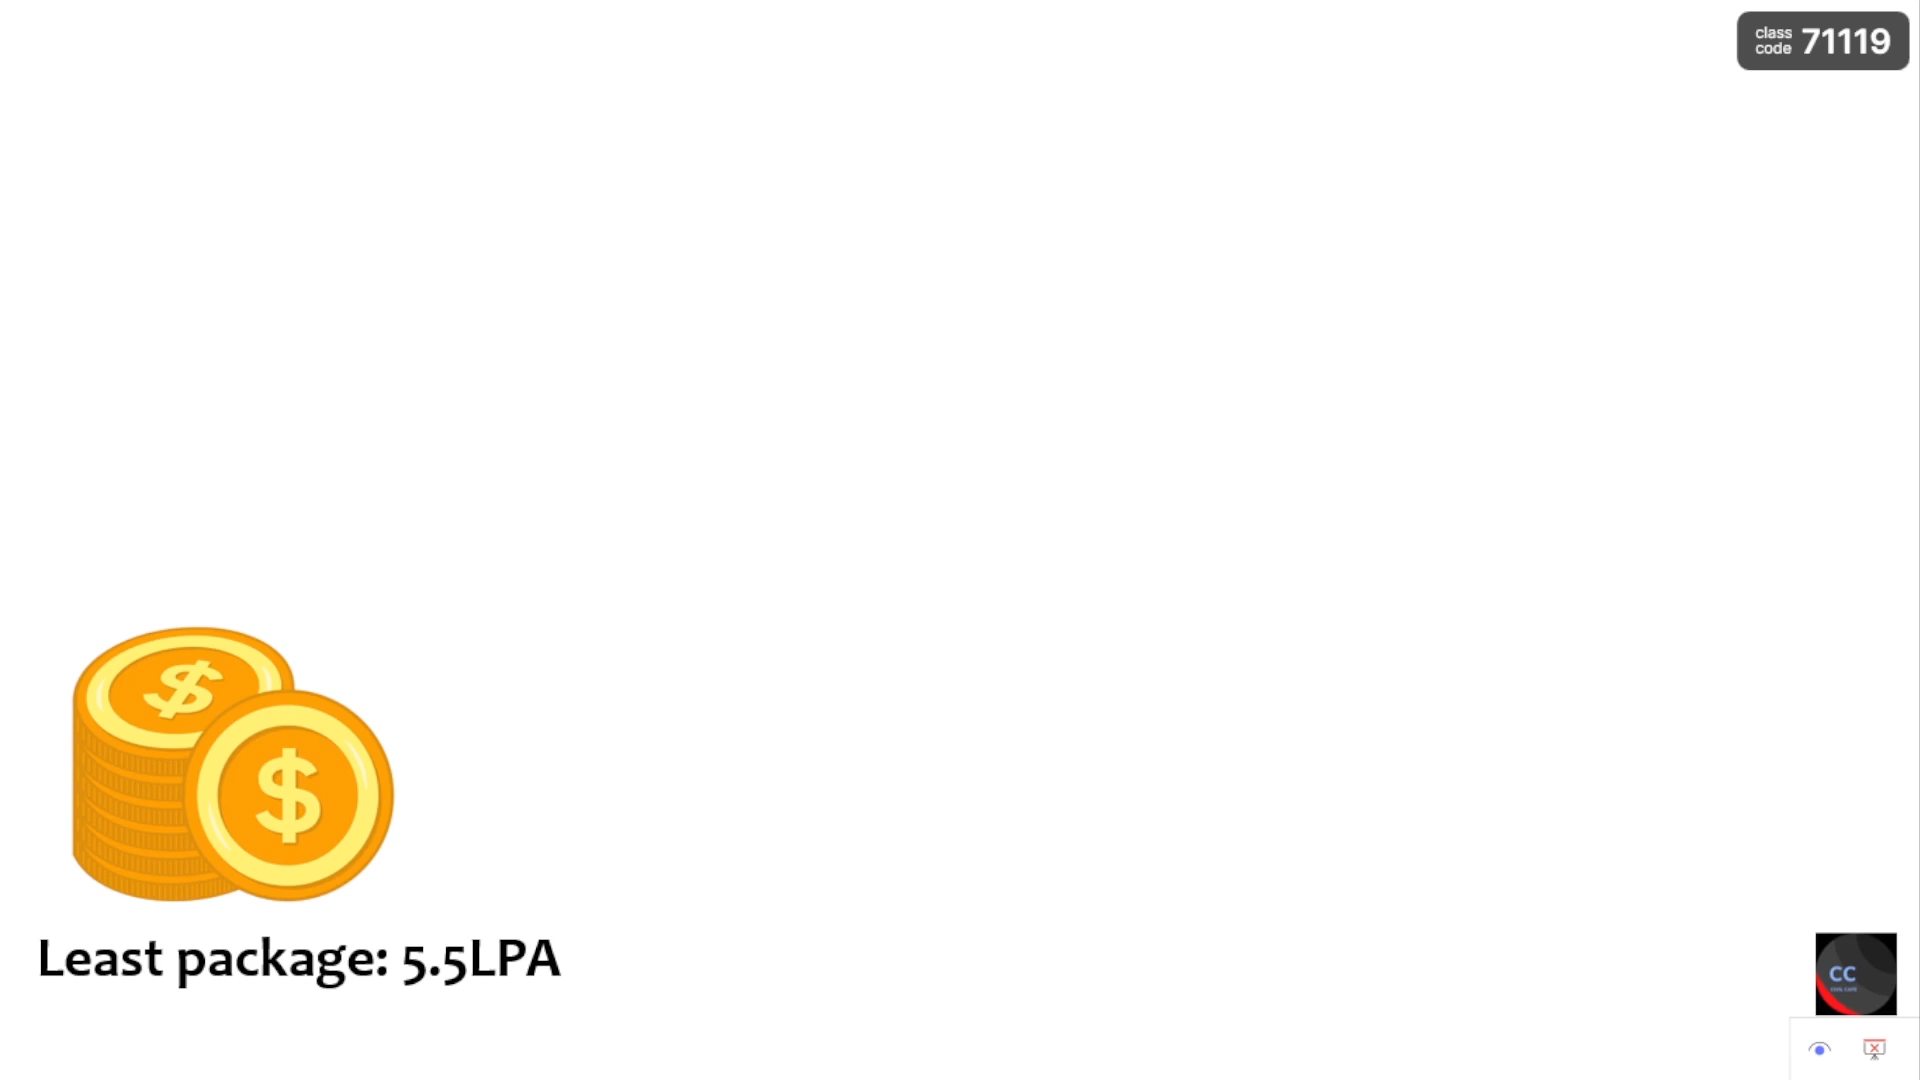 class
code 71119
$
$
Least package: 5.5LPA
CC